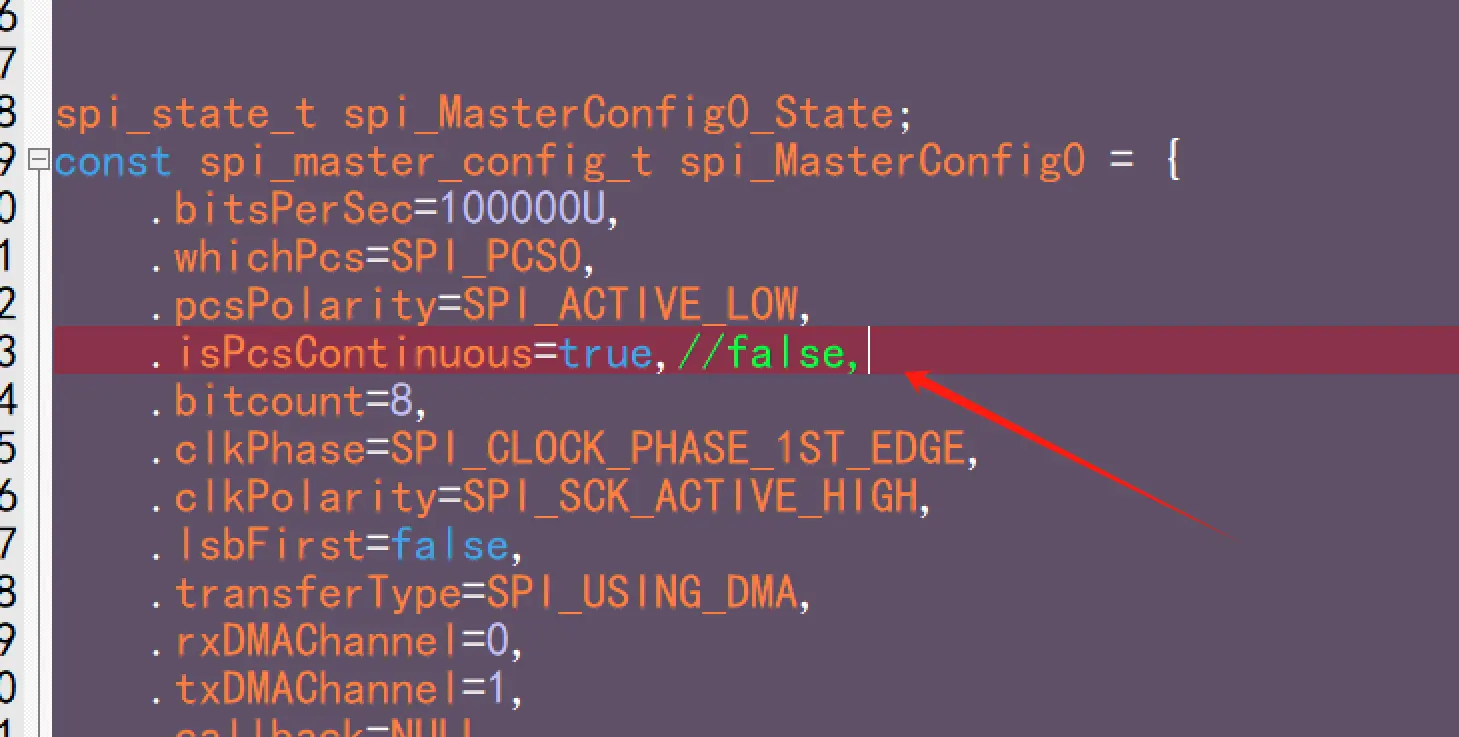 6
7
8 spi_state_t spi_MasterConfig0_State;
9 const spi_master_config_t spi_MasterConfig0 = {
0 .bitsPerSec=100000U,
1 .whichPcs=SPI_PCS0,
2 .pcsPolarity=SPI_ACTIVE_LOW,
3 .isPcsContinuous=true,//false,
4 .bitcount=8,
5 .clkPhase=SPI_CLOCK_PHASE_1ST_EDGE,
6 .clkPolarity=SPI_SCK_ACTIVE_HIGH,
7 .lsbFirst=false,
8 .transferType=SPI_USING_DMA,
9 .rxDMAChannel=0,
0 .txDMAChannel=1,
1 .callback=NULL